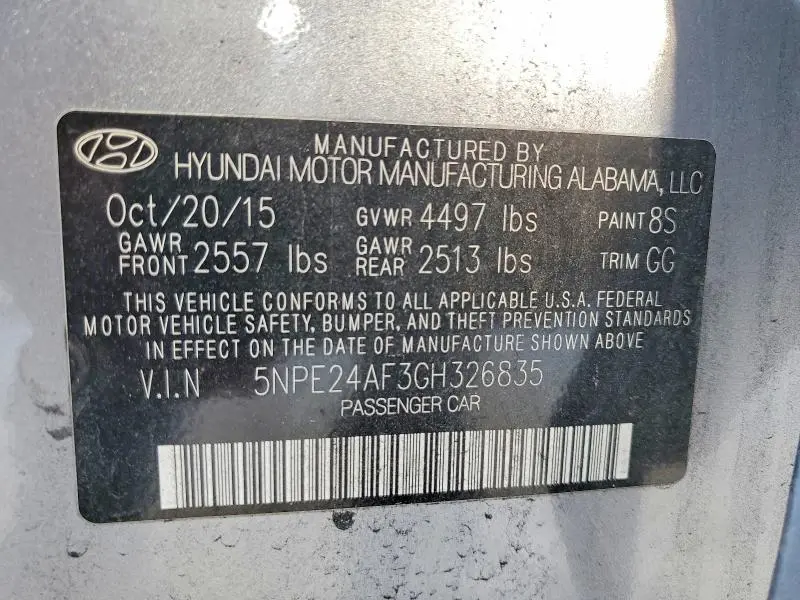 MANUFACTURED BY
HYUNDAI MOTOR MANUFACTURING ALABAMA, LLC
Oct/20/15 GVWR 4497 lbs PAINT 8S
GAWR FRONT 2557 lbs GAWR REAR 2513 lbs TRIM GG
THIS VEHICLE CONFORMS TO ALL APPLICABLE U.S.A. FEDERAL
MOTOR VEHICLE SAFETY, BUMPER, AND THEFT PREVENTION STANDARDS
IN EFFECT ON THE DATE OF MANUFACTURE SHOWN ABOVE
V.I.N 5NPE24AF3GH326835
PASSENGER CAR